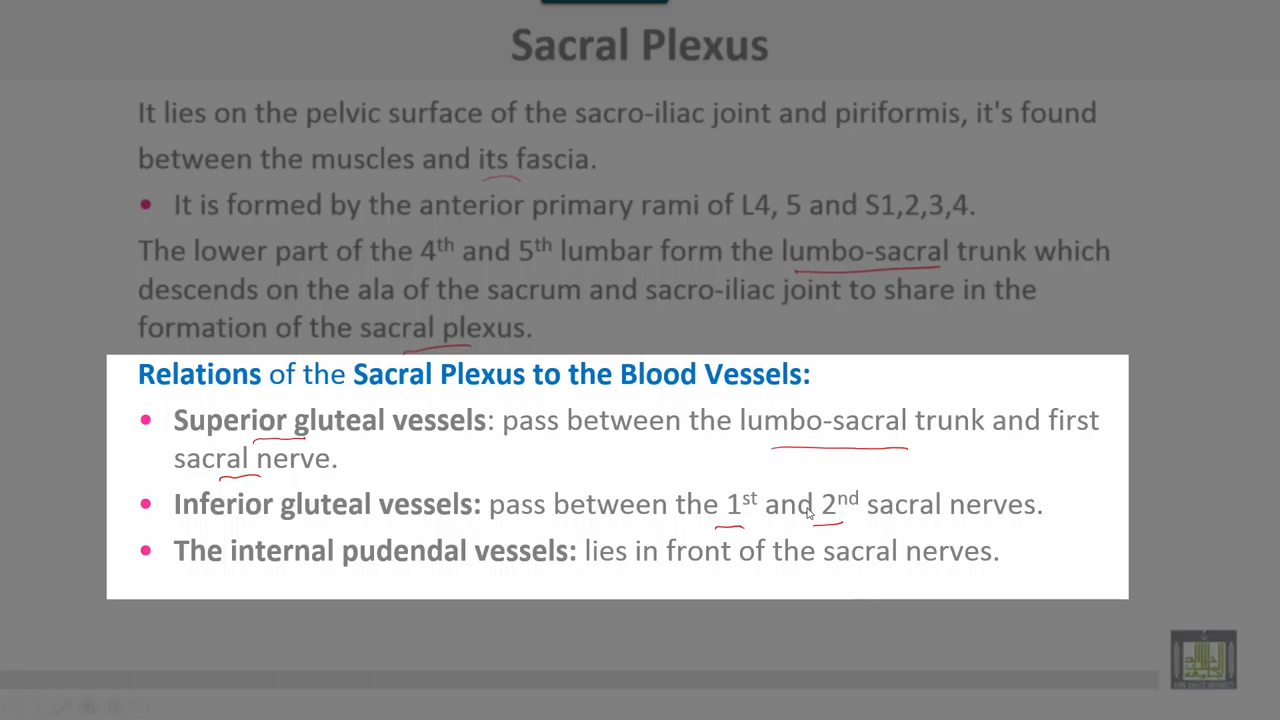 Sacral Plexus
It lies on the pelvic surface of the sacro-iliac joint and piriformis, it's found
between the muscles and its fascia.
• It is formed by the anterior primary rami of L4, 5 and S1,2,3,4.
The lower part of the 4th and 5th lumbar form the lumbo-sacral trunk which
descends on the ala of the sacrum and sacro-iliac joint to share in the
formation of the sacral plexus.
Relations of the Sacral Plexus to the Blood Vessels:
• Superior gluteal vessels: pass between the lumbo-sacral trunk and first
sacral nerve.
• Inferior gluteal vessels: pass between the 1st and 2nd sacral nerves.
• The internal pudendal vessels: lies in front of the sacral nerves.